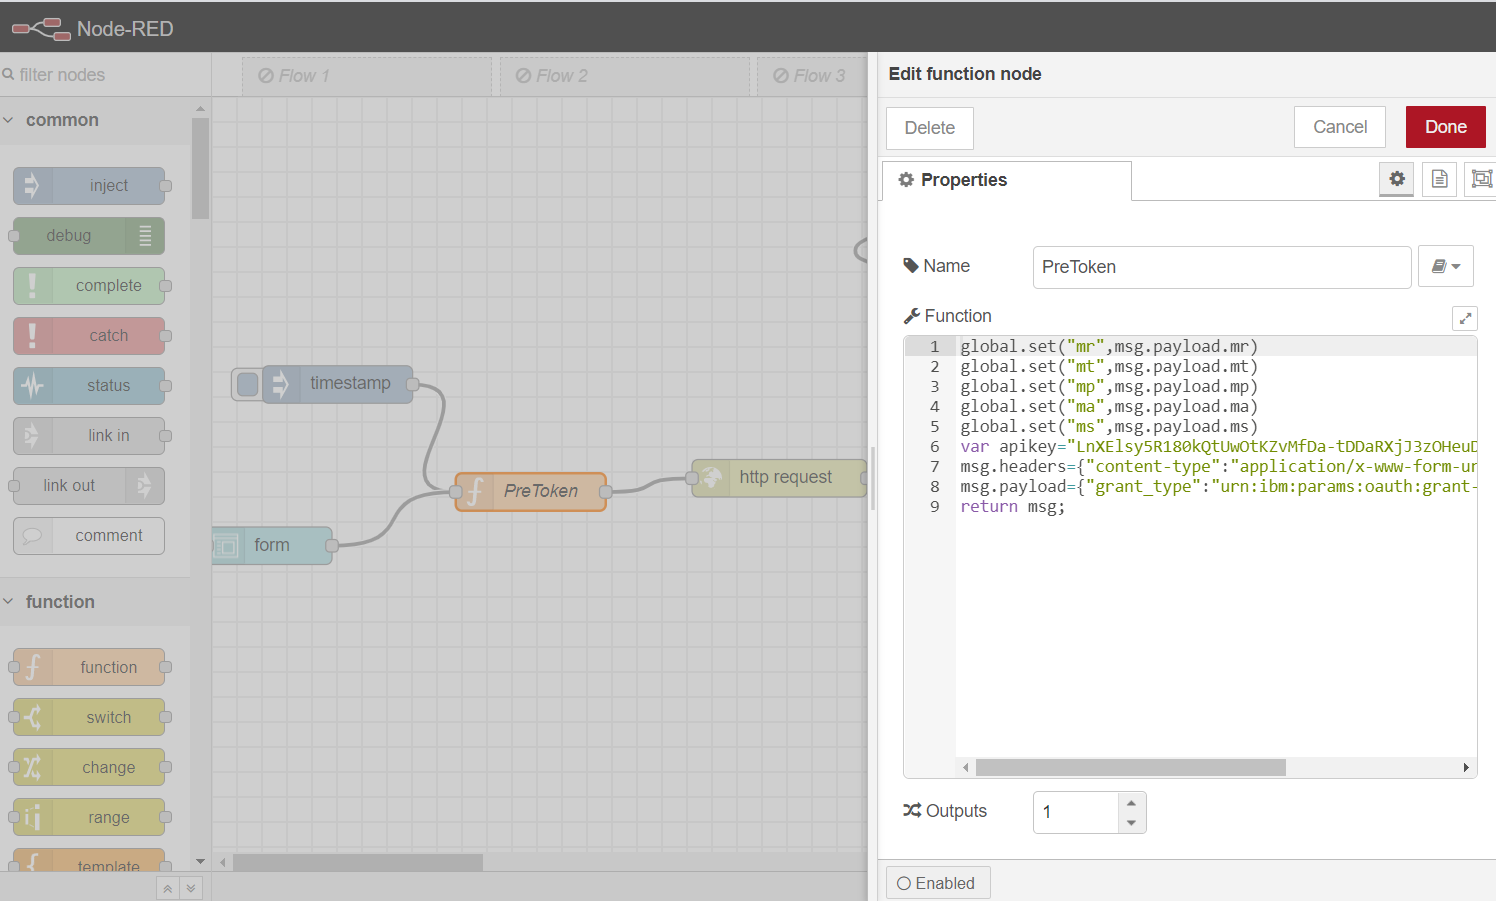 Node-RED
filter nodes
Flow 1
Flow 2
Flow 3
common
inject
debug
complete
catch
status
link in
link out
comment
function
function
switch
change
range
template
timestamp
PreToken
http request
form
Edit function node
Delete
Cancel
Done
Properties
Name
PreToken
Function
1 global.set("mr",msg.payload.mr)
2 global.set("mt",msg.payload.mt)
3 global.set("mp",msg.payload.mp)
4 global.set("ma",msg.payload.ma)
5 global.set("ms",msg.payload.ms)
6 var apikey="LnXElsy5R180kQtUwOtKZvMfDa-tDDaRXjJ3zOHeuD
7 msg.headers={"content-type":"application/x-www-form-ur
8 msg.payload={"grant_type":"urn:ibm:params:oauth:grant-
9 return msg;
Outputs
1
Enabled